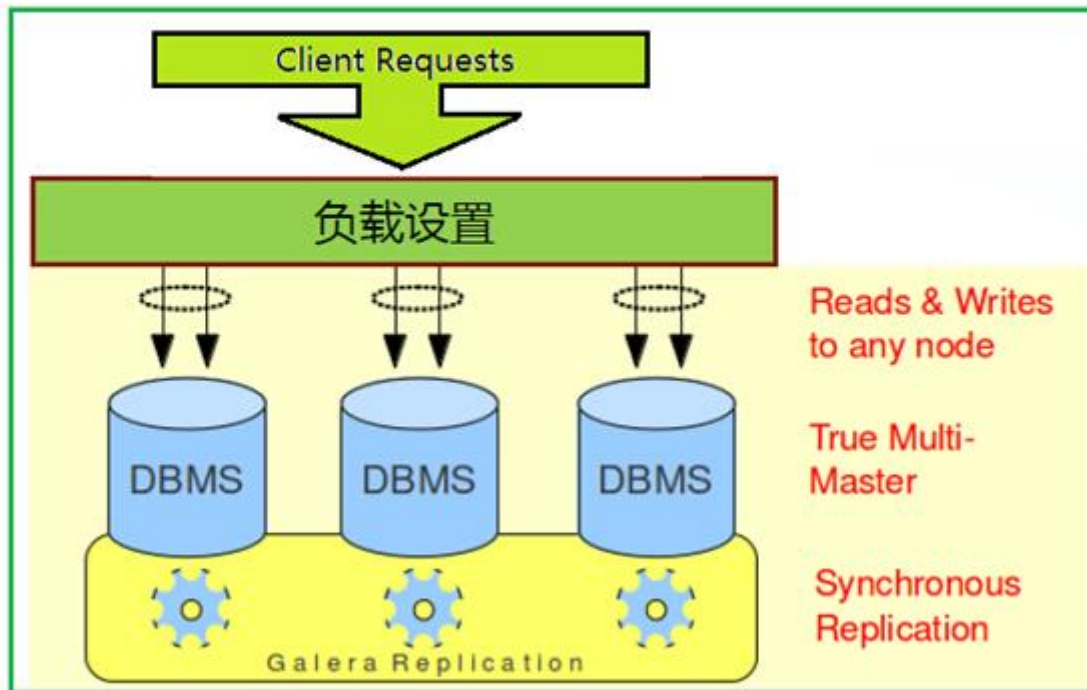 Client Requests
负载设置
Reads & Writes
to any node
DBMS
DBMS
DBMS
True Multi-
Master
Synchronous
Replication
Galera Replication